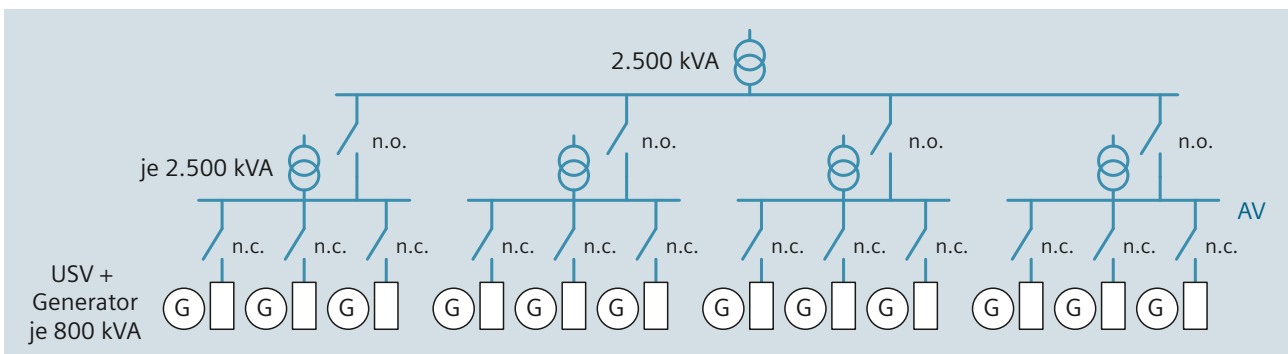 2.500 kVA
n.o.
n.o.
n.o.
n.o.
je 2.500 kVA
AV
n.c.
n.c.
n.c.
n.c.
n.c.
n.c.
n.c.
n.c.
n.c.
n.c.
n.c.
n.c.
USV +
Generator
je 800 kVA
G
G
G
G
G
G
G
G
G
G
G
G